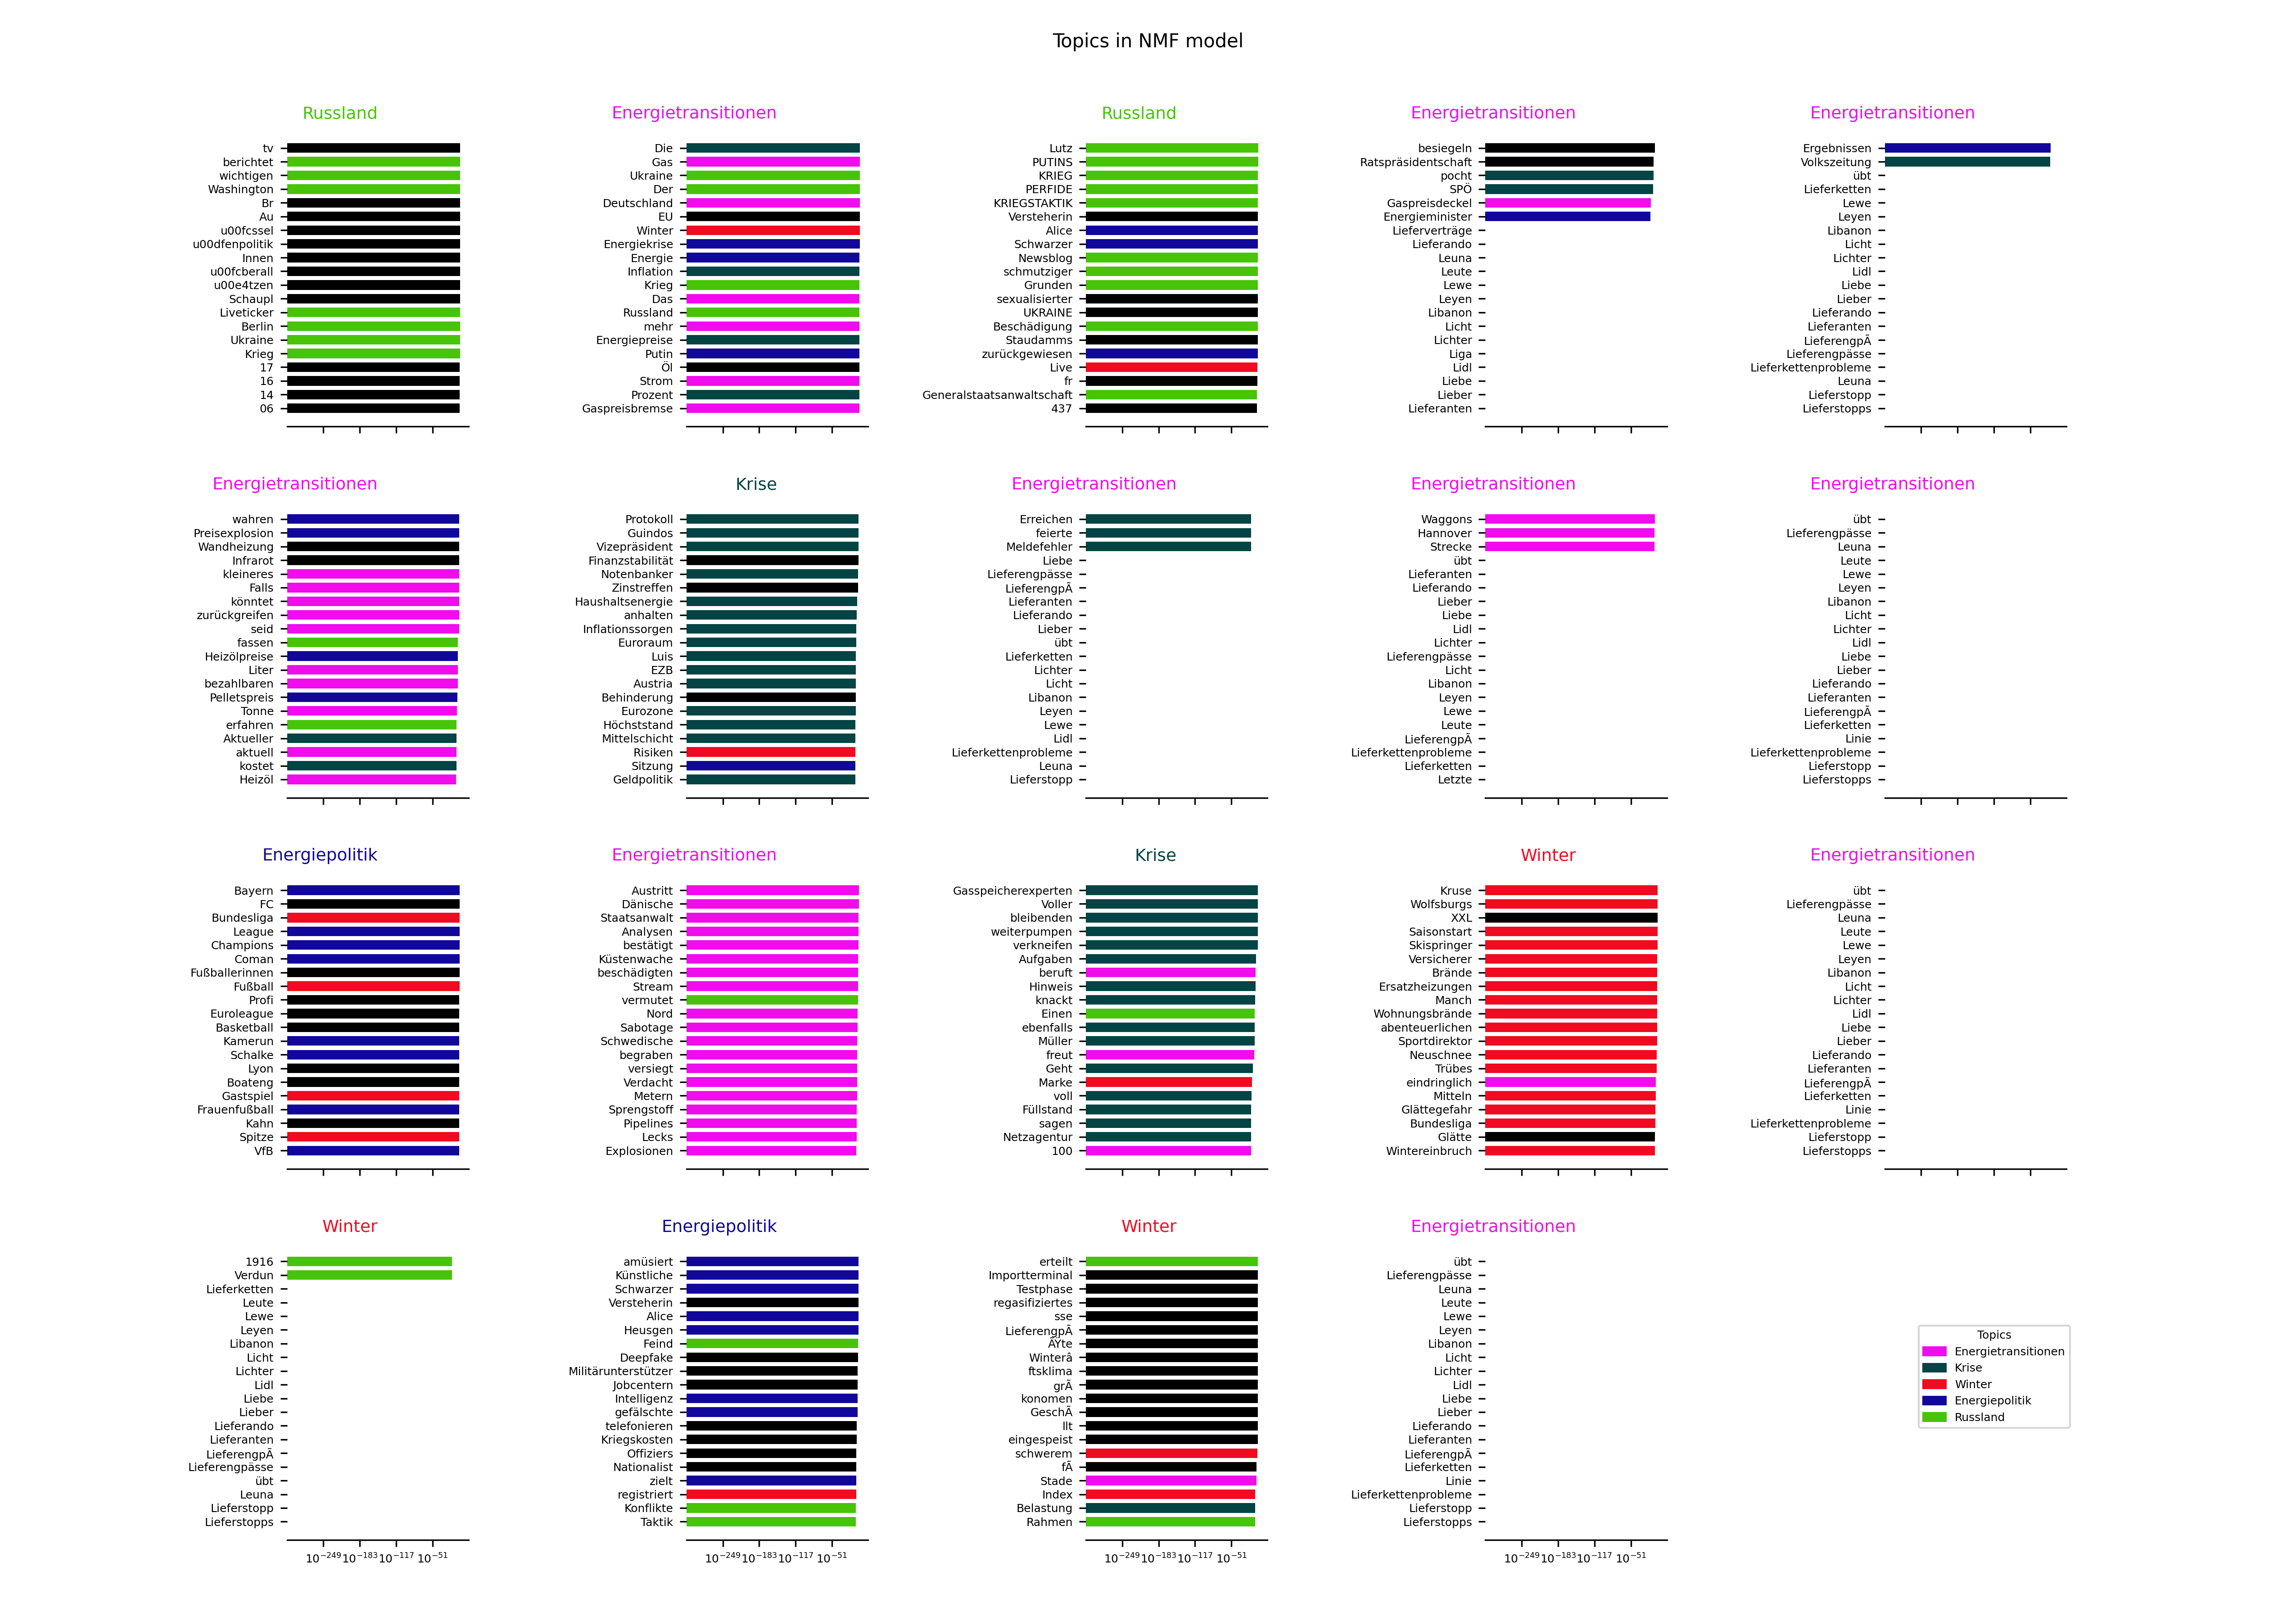 Topics in NMF model
Russland
tv
berichtet
wichtigen
Washington
Br
Au
u00fcssel
u00dfenpolitik
Innen
u00fcberall
u00e4tzen
Schaupl
Liveticker
Berlin
Ukraine
Krieg
17
16
14
06
Energietransitionen
Die
Gas
Ukraine
Der
Deutschland
EU
Winter
Energiekrise
Energie
Inflation
Krieg
Das
Russland
mehr
Energiepreise
Putin
Öl
Strom
Prozent
Gaspreisbremse
Russland
Lutz
PUTINS
KRIEG
PERFIDE
KRIEGSTAKTIK
Versteherin
Alice
Schwarzer
Newsblog
schmutziger
Grunden
sexualisierter
UKRAINE
Beschädigung
Staudamms
zurückgewiesen
Live
fr
Generalstaatsanwaltschaft
437
Energietransitionen
besiegeln
Ratspräsidentschaft
pocht
SPÖ
Gaspreisdeckel
Energieminister
Lieferverträge
Lieferando
Leuna
Leute
Lewe
Leyen
Libanon
Licht
Lichter
Liga
Lidl
Liebe
Lieber
Lieferanten
Energietransitionen
Ergebnissen
Volkszeitung
übt
Lieferketten
Lewe
Leyen
Libanon
Licht
Lichter
Lidl
Liebe
Lieber
Lieferando
Lieferanten
LieferengpÃ
Lieferengpässe
Lieferkettenprobleme
Leuna
Lieferstopp
Lieferstopps
Energietransitionen
wahren
Preisexplosion
Wandheizung
Infrarot
kleineres
Falls
könntet
zurückgreifen
seid
fassen
Heizölpreise
Liter
bezahlbaren
Pelletspreis
Tonne
erfahren
Aktueller
aktuell
kostet
Heizöl
Krise
Protokoll
Guindos
Vizepräsident
Finanzstabilität
Notenbanker
Zinstreffen
Haushaltsenergie
anhalten
Inflationssorgen
Euroraum
Luis
EZB
Austria
Behinderung
Eurozone
Höchststand
Mittelschicht
Risiken
Sitzung
Geldpolitik
Energietransitionen
Erreichen
feierte
Meldefehler
Liebe
Lieferengpässe
LieferengpÃ
Lieferanten
Lieferando
Lieber
übt
Lieferketten
Lichter
Licht
Libanon
Leyen
Lewe
Lidl
Lieferkettenprobleme
Leuna
Lieferstopp
Energietransitionen
Waggons
Hannover
Strecke
übt
Lieferanten
Lieferando
Lieber
Liebe
Lidl
Lichter
Lieferengpässe
Licht
Libanon
Leyen
Lewe
Leute
LieferengpÃ
Lieferkettenprobleme
Lieferketten
Letzte
Energietransitionen
übt
Lieferengpässe
Leuna
Leute
Lewe
Leyen
Libanon
Licht
Lichter
Lidl
Liebe
Lieber
Lieferando
Lieferanten
LieferengpÃ
Lieferketten
Linie
Lieferkettenprobleme
Lieferstopp
Lieferstopps
Energiepolitik
Bayern
FC
Bundesliga
League
Champions
Coman
Fußballerinnen
Fußball
Profi
Euroleague
Basketball
Kamerun
Schalke
Lyon
Boateng
Gastspiel
Frauenfußball
Kahn
Spitze
VfB
Energietransitionen
Austritt
Dänische
Staatsanwalt
Analysen
bestätigt
Küstenwache
beschädigten
Stream
vermutet
Nord
Sabotage
Schwedische
begraben
versiegt
Verdacht
Metern
Sprengstoff
Pipelines
Lecks
Explosionen
Krise
Gasspeicherexperten
Voller
bleibenden
weiterpumpen
verkneifen
Aufgaben
beruft
Hinweis
knackt
Einen
ebenfalls
Müller
freut
Geht
Marke
voll
Füllstand
sagen
Netzagentur
100
Winter
Kruse
Wolfsburgs
XXL
Saisonstart
Skispringer
Versicherer
Brände
Ersatzheizungen
Manch
Wohnungsbrände
abenteuerlichen
Sportdirektor
Neuschnee
Trübes
eindringlich
Mitteln
Glättegefahr
Bundesliga
Glätte
Wintereinbruch
Energietransitionen
übt
Lieferengpässe
Leuna
Leute
Lewe
Leyen
Libanon
Licht
Lichter
Lidl
Liebe
Lieber
Lieferando
Lieferanten
LieferengpÃ
Lieferketten
Linie
Lieferkettenprobleme
Lieferstopp
Lieferstopps
Winter
1916
Verdun
Lieferketten
Leute
Lewe
Leyen
Libanon
Licht
Lichter
Lidl
Liebe
Lieber
Lieferando
Lieferanten
LieferengpÃ
Lieferengpässe
übt
Leuna
Lieferstopp
Lieferstopps
10⁻²⁴⁹ 10⁻¹⁸³ 10⁻¹¹⁷ 10⁻⁵¹
Energiepolitik
amüsiert
Künstliche
Schwarzer
Versteherin
Alice
Heusgen
Feind
Deepfake
Militärunterstützer
Jobcentern
Intelligenz
gefälschte
telefonieren
Kriegskosten
Offiziers
Nationalist
zielt
registriert
Konflikte
Taktik
10⁻²⁴⁹ 10⁻¹⁸³ 10⁻¹¹⁷ 10⁻⁵¹
Winter
erteilt
Importterminal
Testphase
regasifiziertes
sse
LieferengpÃ
ÃŸte
Winterâ
ftsklima
grÃ
konomen
GeschÃ
llt
eingespeist
schwerem
fÃ
Stade
Index
Belastung
Rahmen
10⁻²⁴⁹ 10⁻¹⁸³ 10⁻¹¹⁷ 10⁻⁵¹
Energietransitionen
übt
Lieferengpässe
Leuna
Leute
Lewe
Leyen
Libanon
Licht
Lichter
Lidl
Liebe
Lieber
Lieferando
Lieferanten
LieferengpÃ
Lieferketten
Linie
Lieferkettenprobleme
Lieferstopp
Lieferstopps
10⁻²⁴⁹ 10⁻¹⁸³ 10⁻¹¹⁷ 10⁻⁵¹
Topics
Energietransitionen
Krise
Winter
Energiepolitik
Russland